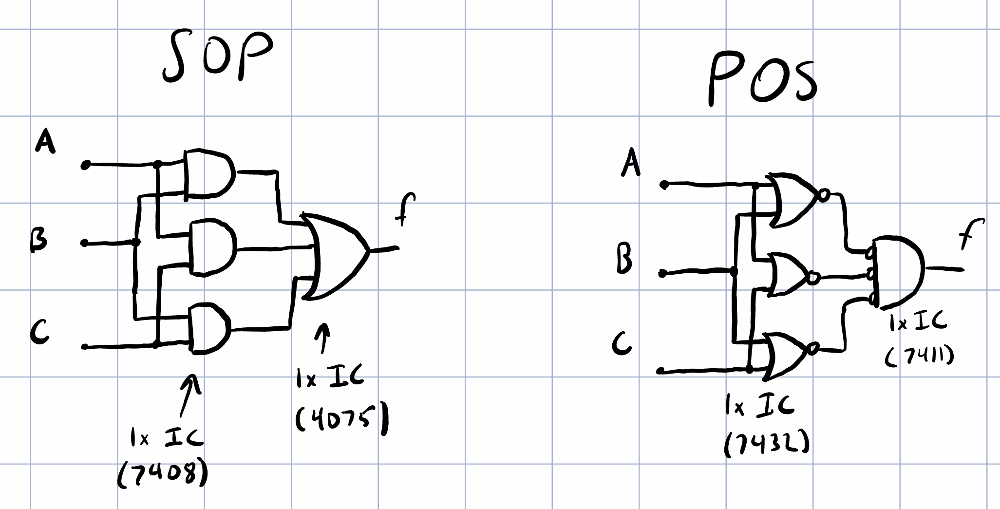 SOP
A
B
C
f
1x IC
(4075)
1x IC
(7408)
POS
A
B
C
f
1x IC
(7411)
1x IC
(7432)